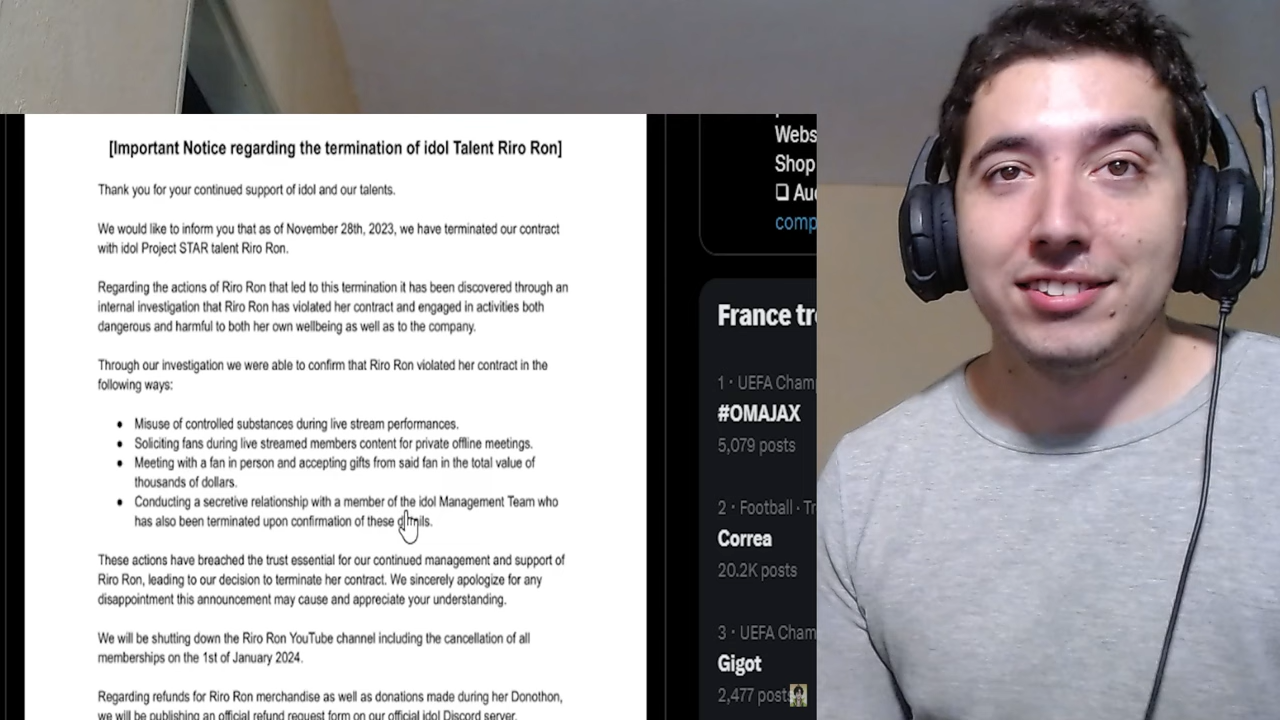 [Important Notice regarding the termination of idol Talent Riro Ron]
Thank you for your continued support of idol and our talents.
We would like to inform you that as of November 28th, 2023, we have terminated our contract
with idol Project STAR talent Riro Ron.
Regarding the actions of Riro Ron that led to this termination it has been discovered through an
internal investigation that Riro Ron has violated her contract and engaged in activities both
dangerous and harmful to both her own wellbeing as well as to the company.
Through our investigation we were able to confirm that Riro Ron violated her contract in the
following ways:
• Misuse of controlled substances during live stream performances.
• Soliciting fans during live streamed members content for private offline meetings.
• Meeting with a fan in person and accepting gifts from said fan in the total value of
thousands of dollars.
• Conducting a secretive relationship with a member of the idol Management Team who
has also been terminated upon confirmation of these details.
These actions have breached the trust essential for our continued management and support of
Riro Ron, leading to our decision to terminate her contract. We sincerely apologize for any
disappointment this announcement may cause and appreciate your understanding.
We will be shutting down the Riro Ron YouTube channel including the cancellation of all
memberships on the 1st of January 2024.
Regarding refunds for Riro Ron merchandise as well as donations made during her Donothon,
we will be publishing an official refund request form on our official idol Discord server.
Webs
Shop
❑ Au
comp
France tr
1 · UEFA Cham
#OMAJAX
5,079 posts
2 · Football · Tr
Correa
20.2K posts
3 · UEFA Cham
Gigot
2,477 posts